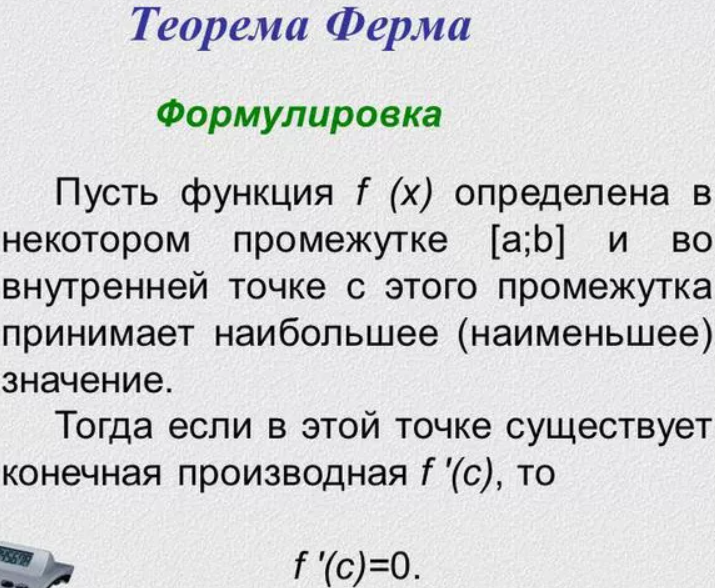 Теорема Ферма
Формулировка
Пусть функция f (x) определена в
некотором промежутке [a;b] и во
внутренней точке с этого промежутка
принимает наибольшее (наименьшее)
значение.
Тогда если в этой точке существует
конечная производная f '(c), то
f '(c)=0.